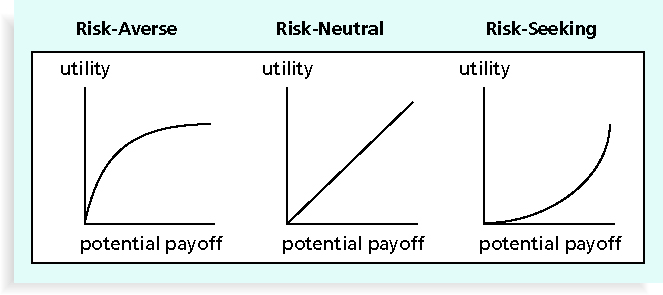 Risk-Averse
Risk-Neutral
Risk-Seeking
utility
utility
utility
potential payoff
potential payoff
potential payoff